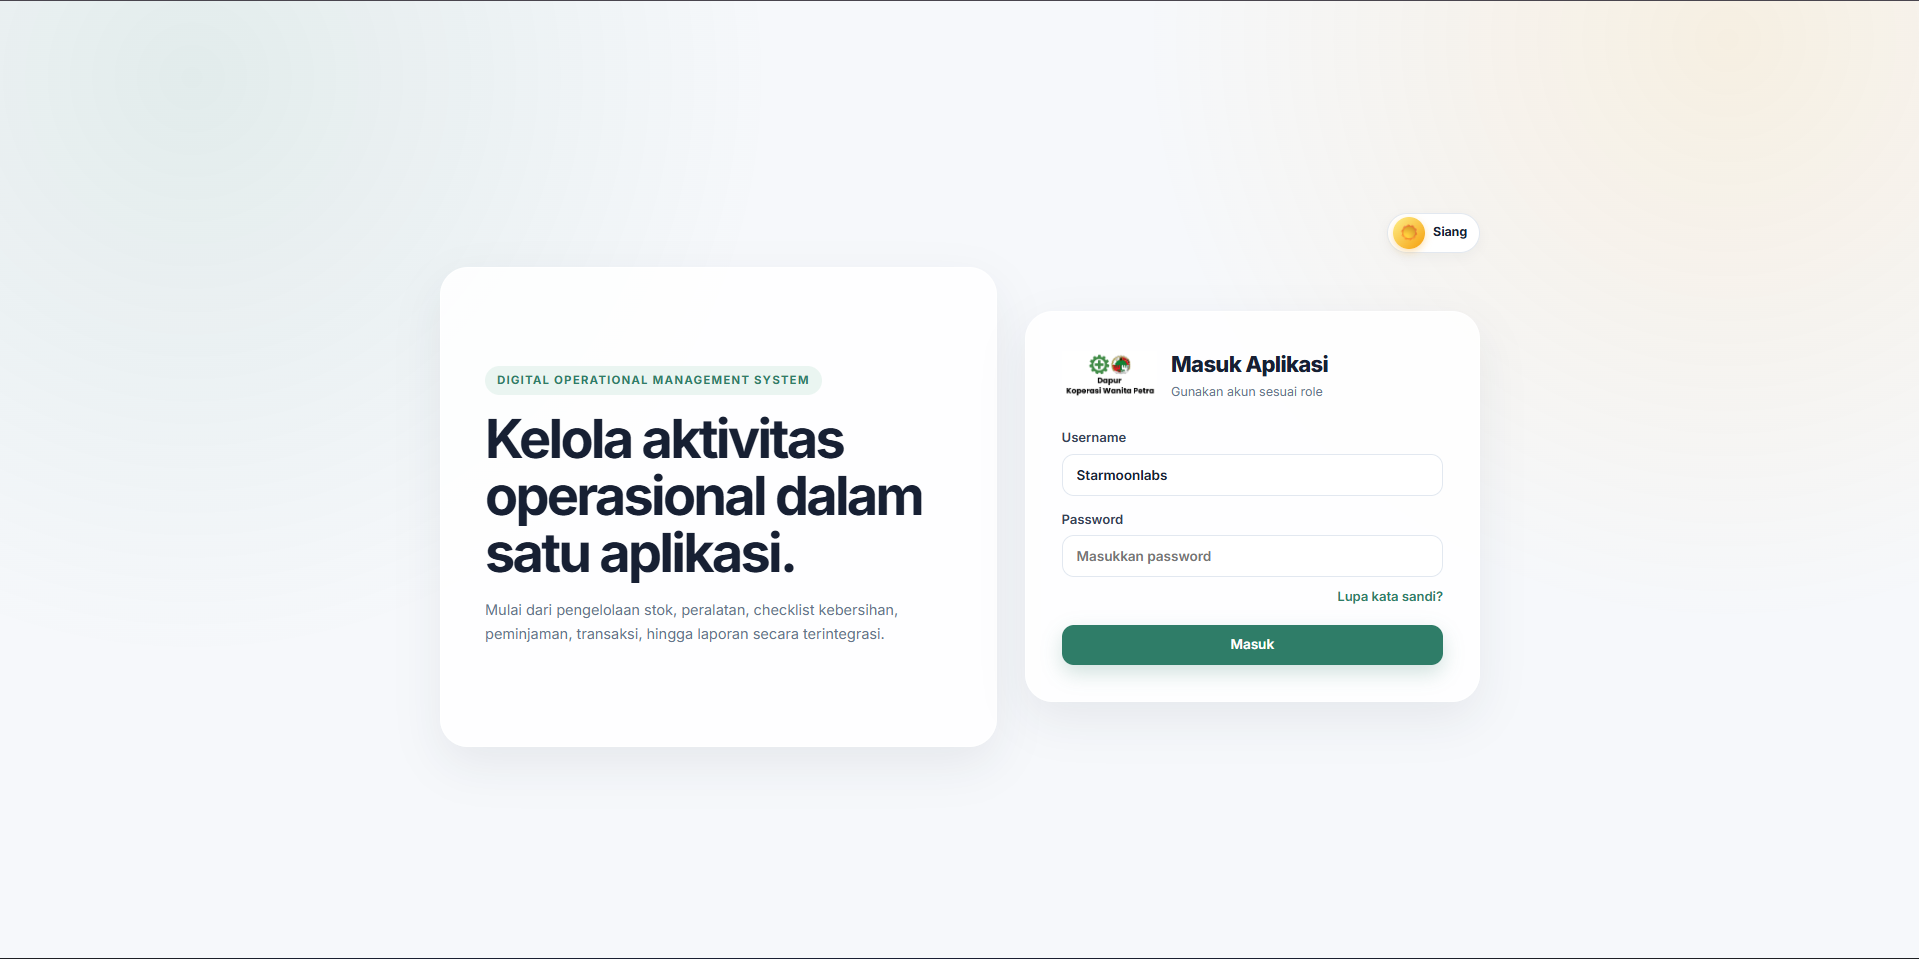 Siang
DIGITAL OPERATIONAL MANAGEMENT SYSTEM
Kelola aktivitas
operasional dalam
satu aplikasi.
Mulai dari pengelolaan stok, peralatan, checklist kebersihan,
peminjaman, transaksi, hingga laporan secara terintegrasi.
Dapur
Koperasi Wanita Petra
Masuk Aplikasi
Gunakan akun sesuai role
Username
Starmoonlabs
Password
Masukkan password
Lupa kata sandi?
Masuk